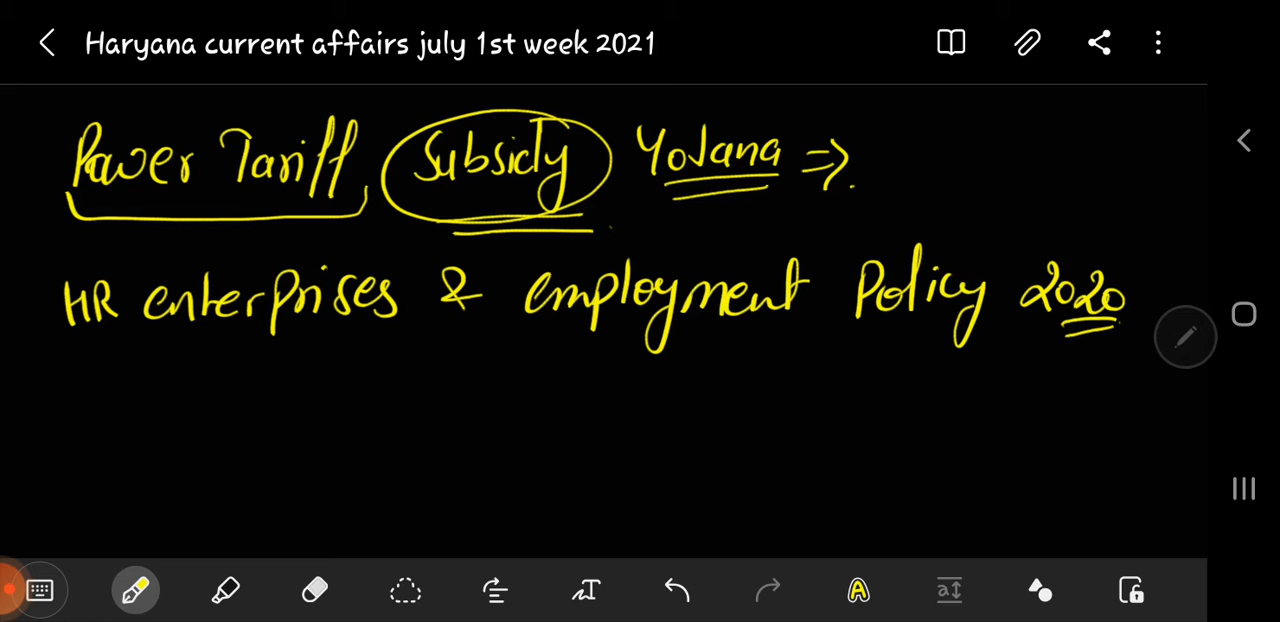 Haryana current affairs july 1st week 2021
Power Tariff Subsidy Yojana ⇒
HR enterprises & employment Policy 2020